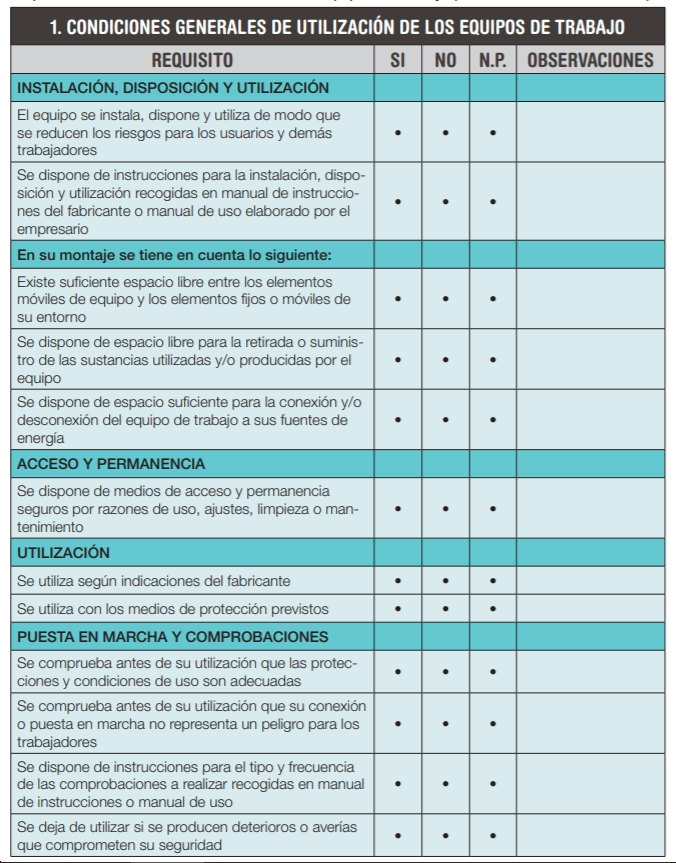 1. CONDICIONES GENERALES DE UTILIZACIÓN DE LOS EQUIPOS DE TRABAJO
REQUISITO SI NO N.P. OBSERVACIONES
INSTALACIÓN, DISPOSICIÓN Y UTILIZACIÓN
El equipo se instala, dispone y utiliza de modo que
se reducen los riesgos para los usuarios y demás
trabajadores • • •
Se dispone de instrucciones para la instalación, dispo-
sición y utilización recogidas en manual de instruccio-
nes del fabricante o manual de uso elaborado por el
empresario • • •
En su montaje se tiene en cuenta lo siguiente:
Existe suficiente espacio libre entre los elementos
móviles de equipo y los elementos fijos o móviles de
su entorno • • •
Se dispone de espacio libre para la retirada o suminis-
tro de las sustancias utilizadas y/o producidas por el
equipo • • •
Se dispone de espacio suficiente para la conexión y/o
desconexión del equipo de trabajo a sus fuentes de
energía • • •
ACCESO Y PERMANENCIA
Se dispone de medios de acceso y permanencia
seguros por razones de uso, ajustes, limpieza o man-
tenimiento • • •
UTILIZACIÓN
Se utiliza según indicaciones del fabricante • • •
Se utiliza con los medios de protección previstos • • •
PUESTA EN MARCHA Y COMPROBACIONES
Se comprueba antes de su utilización que las protec-
ciones y condiciones de uso son adecuadas • • •
Se comprueba antes de su utilización que su conexión
o puesta en marcha no representa un peligro para los
trabajadores • • •
Se dispone de instrucciones para el tipo y frecuencia
de las comprobaciones a realizar recogidas en manual
de instrucciones o manual de uso • • •
Se deja de utilizar si se producen deterioros o averías
que comprometen su seguridad • • •